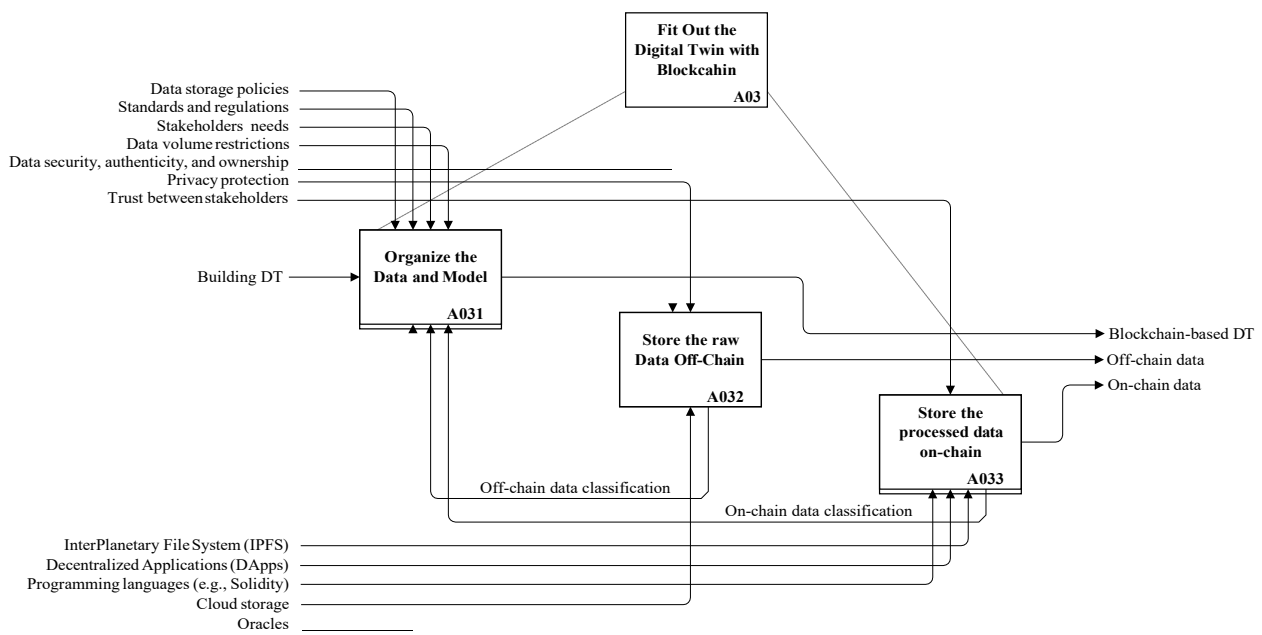 Fit Out the
Digital Twin with
Blockcahin
A03
Data storage policies
Standards and regulations
Stakeholders needs
Data volume restrictions
Data security, authenticity, and ownership
Privacy protection
Trust between stakeholders
Organize the
Data and Model
A031
Building DT
Store the raw
Data Off-Chain
A032
Blockchain-based DT
Off-chain data
On-chain data
Store the
processed data
on-chain
A033
Off-chain data classification
On-chain data classification
InterPlanetary File System (IPFS)
Decentralized Applications (DApps)
Programming languages (e.g., Solidity)
Cloud storage
Oracles